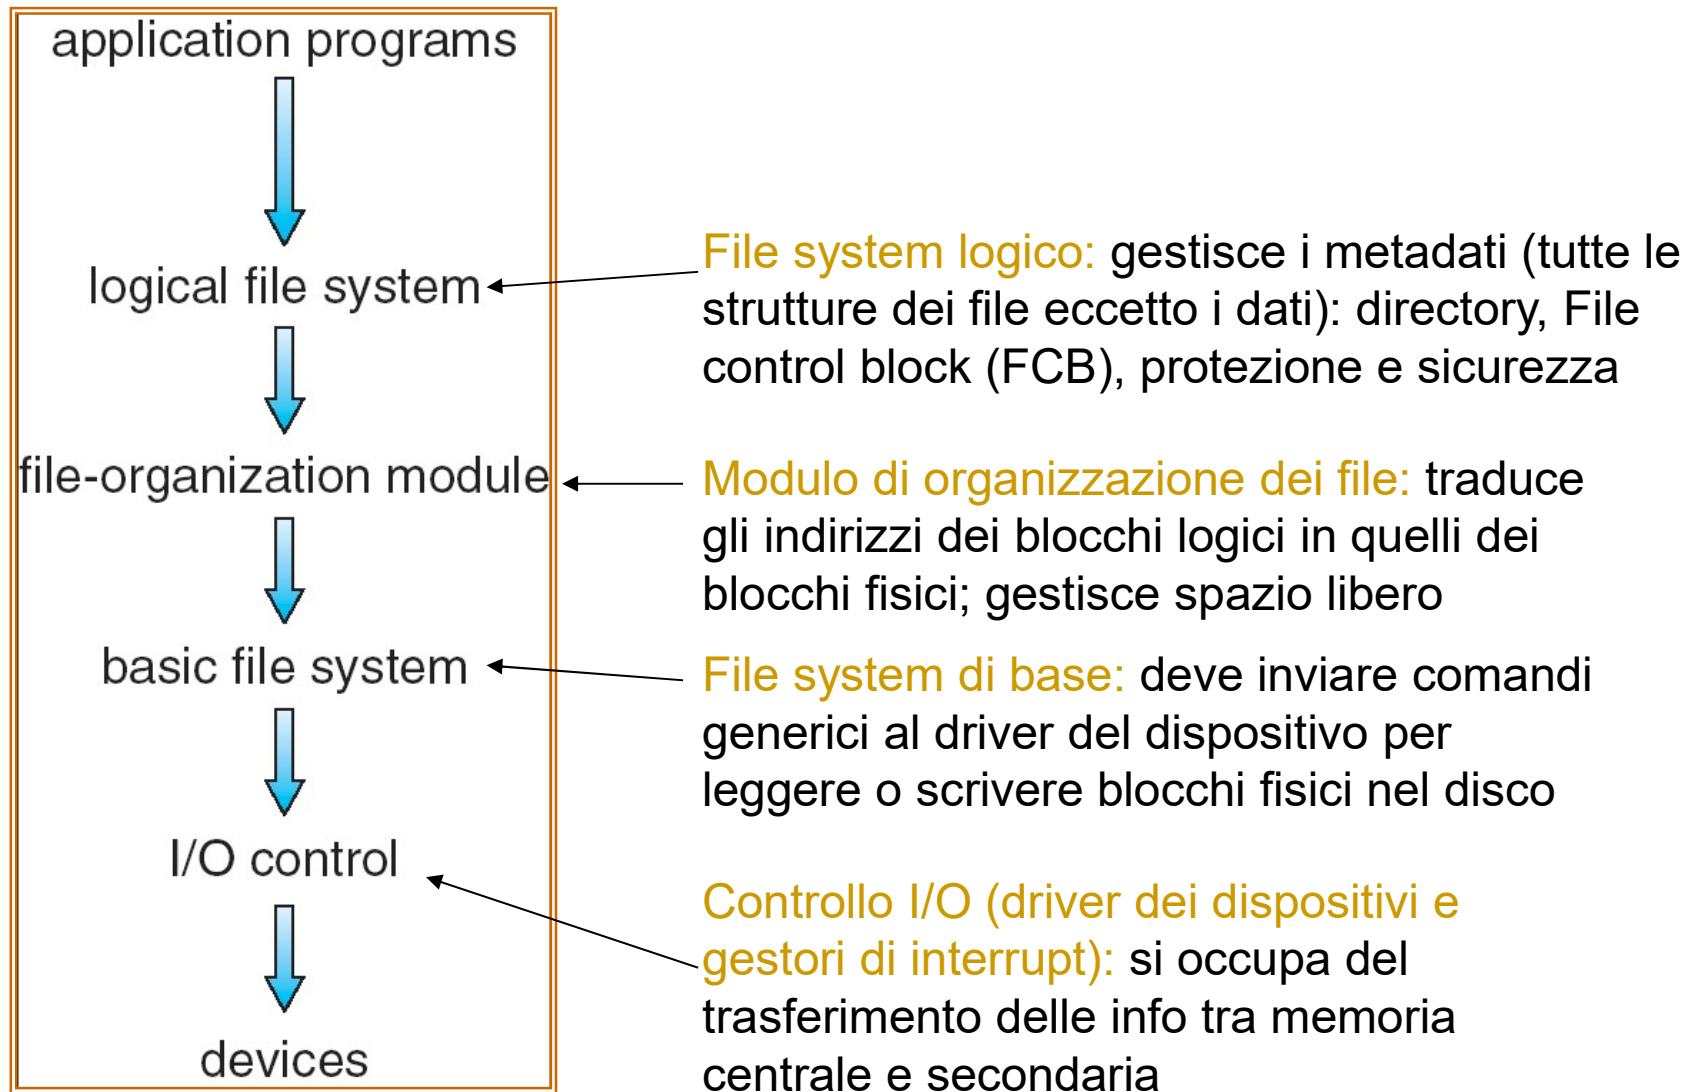 application programs
logical file system
file-organization module
basic file system
I/O control
devices
File system logico: gestisce i metadati (tutte le
strutture dei file eccetto i dati): directory, File
control block (FCB), protezione e sicurezza
Modulo di organizzazione dei file: traduce
gli indirizzi dei blocchi logici in quelli dei
blocchi fisici; gestisce spazio libero
File system di base: deve inviare comandi
generici al driver del dispositivo per
leggere o scrivere blocchi fisici nel disco
Controllo I/O (driver dei dispositivi e
gestori di interrupt): si occupa del
trasferimento delle info tra memoria
centrale e secondaria